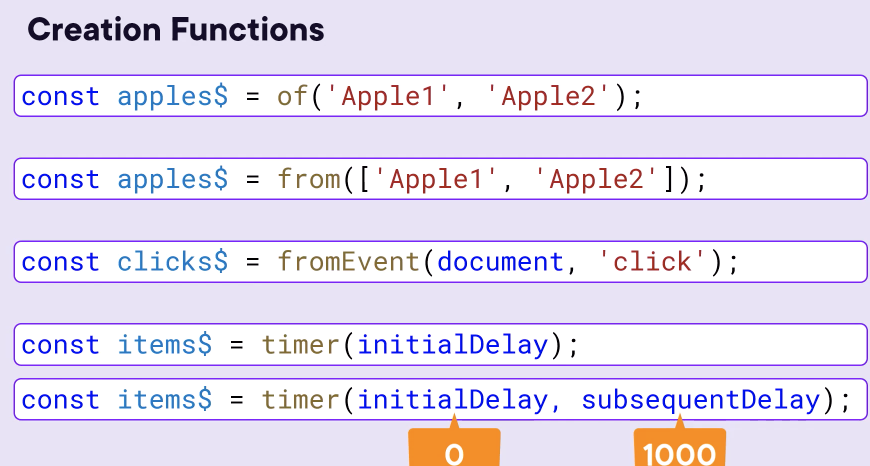 Creation Functions
const apples$ = of('Apple1', 'Apple2');
const apples$ = from(['Apple1', 'Apple2']);
const clicks$ = fromEvent(document, 'click');
const items$ = timer(initialDelay);
const items$ = timer(initialDelay, subsequentDelay);
0 1000